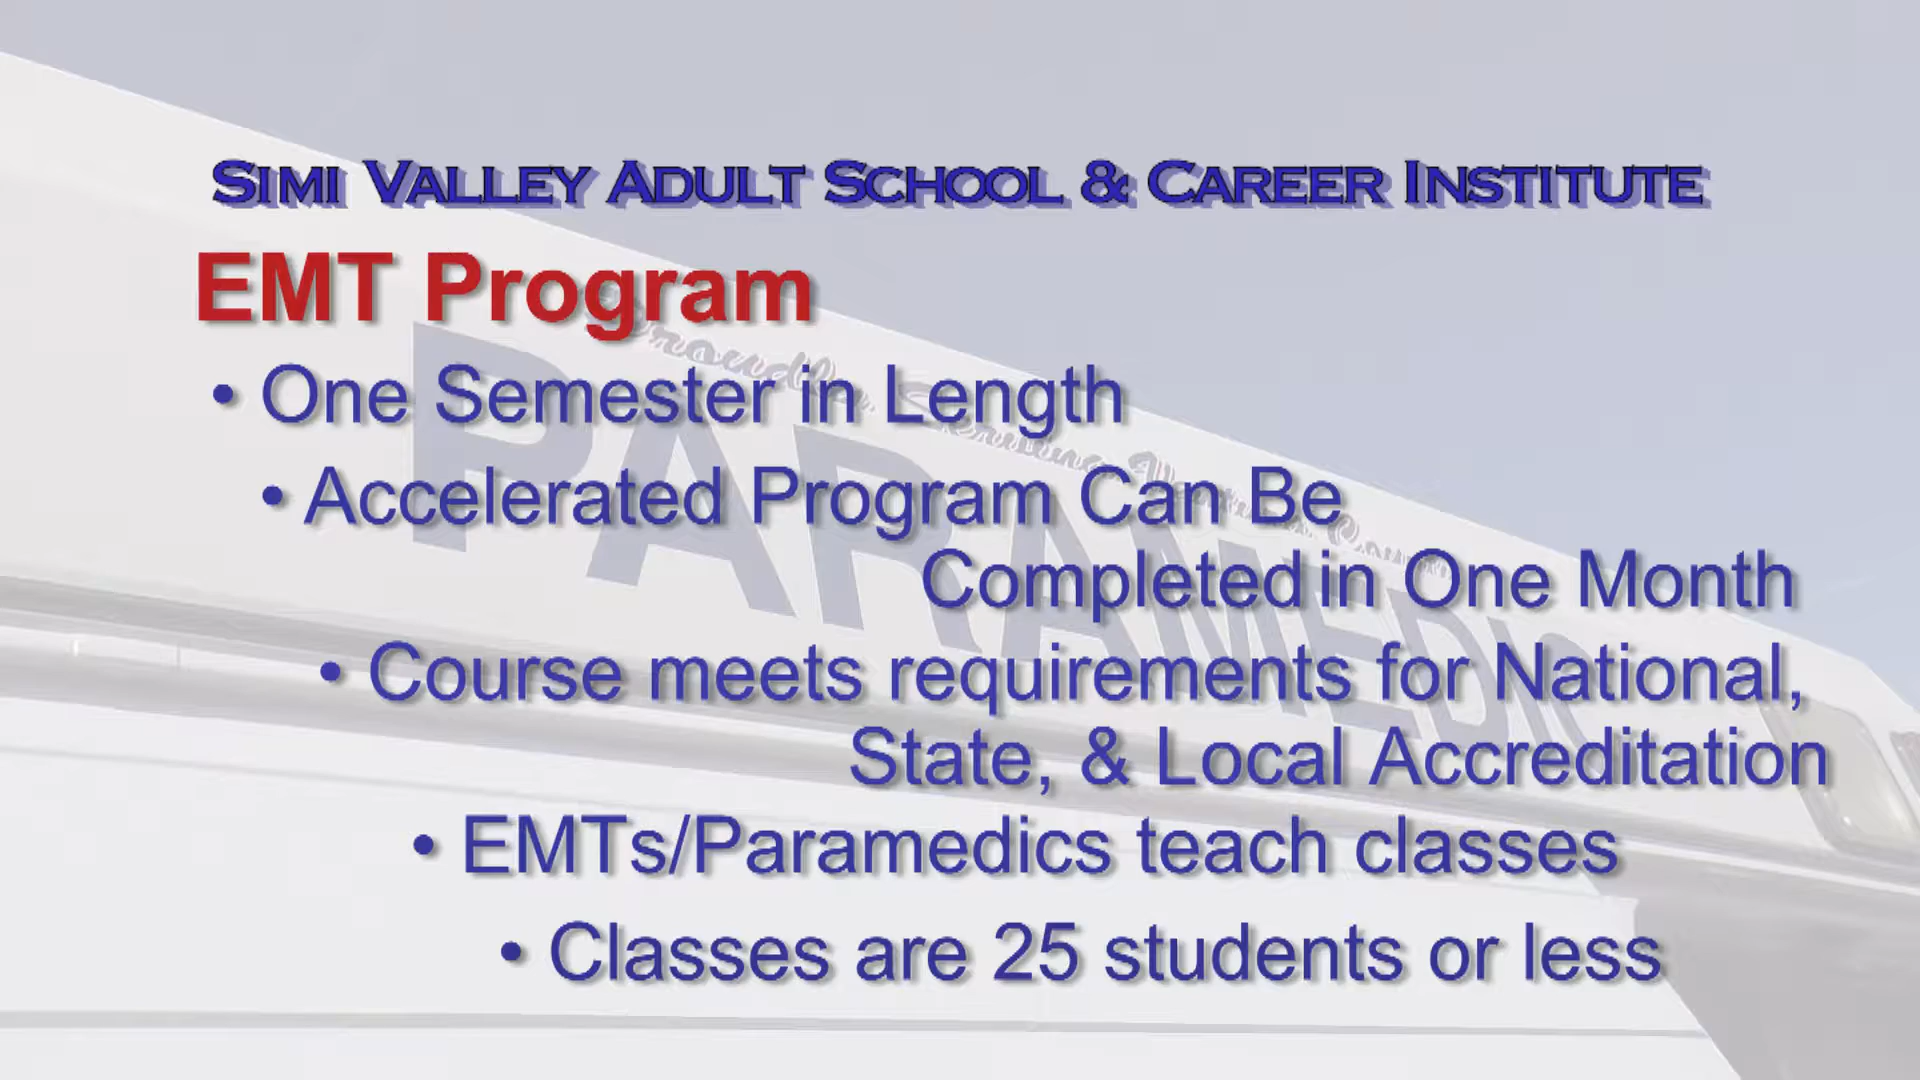 SIMI VALLEY ADULT SCHOOL & CAREER INSTITUTE
EMT Program
• One Semester in Length
• Accelerated Program Can Be
Completed in One Month
• Course meets requirements for National,
State, & Local Accreditation
• EMTs/Paramedics teach classes
• Classes are 25 students or less
PARAMEDIC